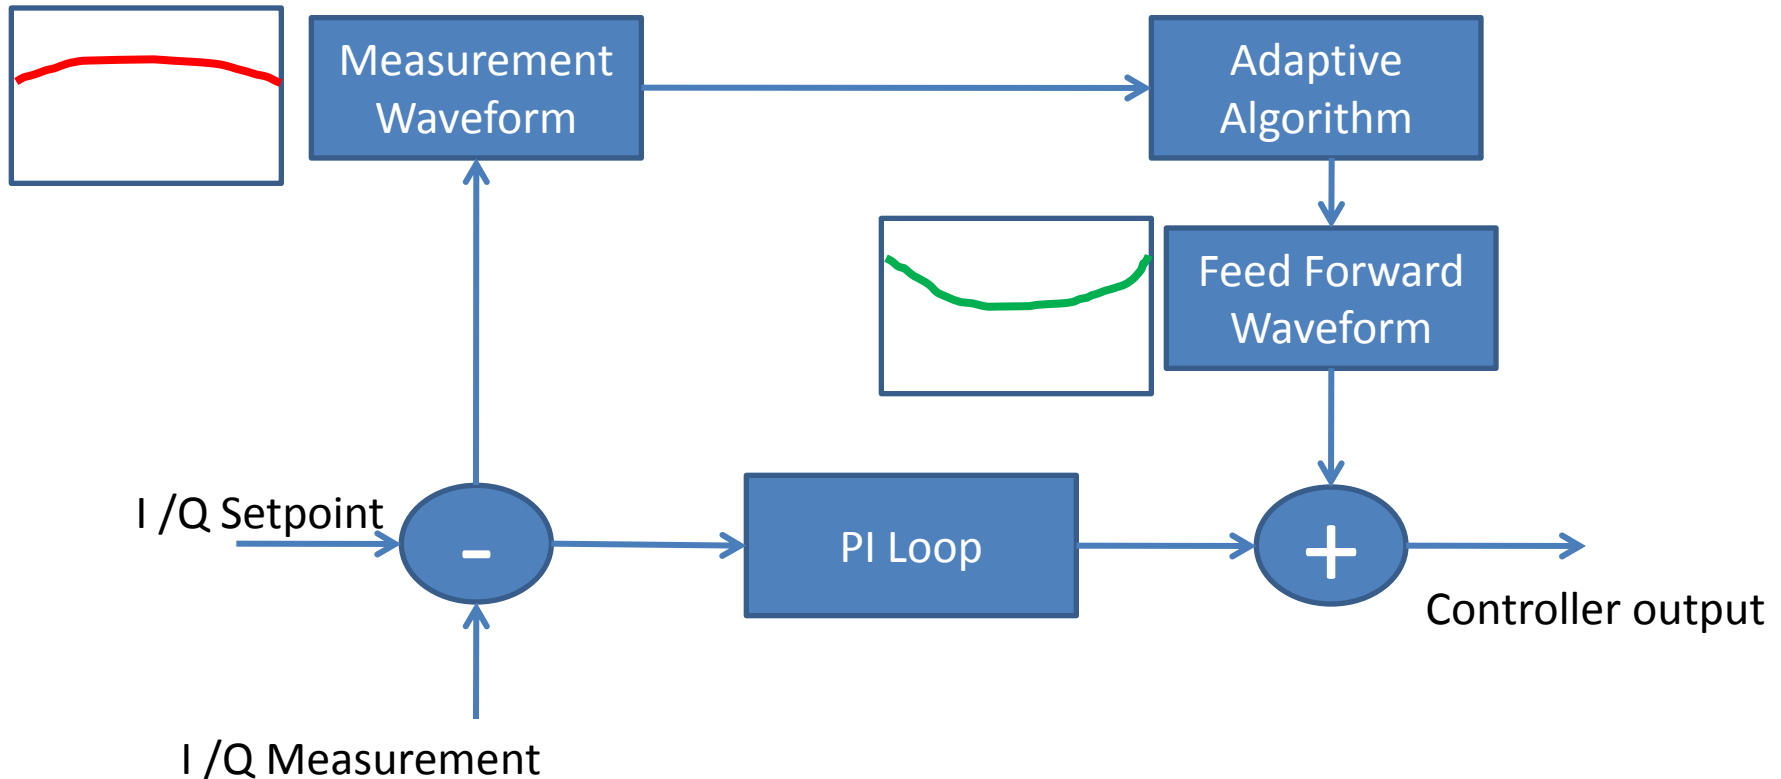 Measurement
Waveform
Adaptive
Algorithm
Feed Forward
Waveform
I /Q Setpoint
-
PI Loop
+
Controller output
I /Q Measurement